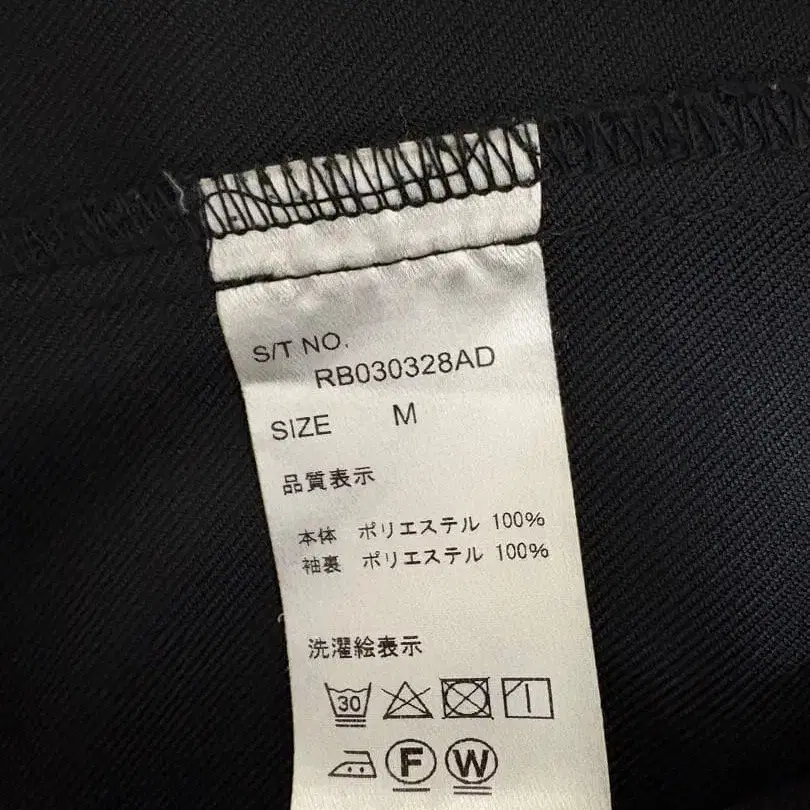 S/T NO.
RB030328AD
SIZE M
品質表示
本体 ポリエステル 100%
袖裏 ポリエステル 100%
洗濯絵表示
30
F W